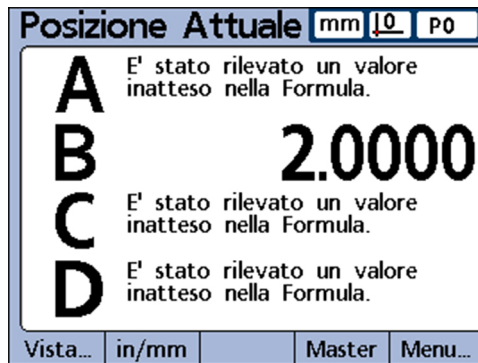 Posizione Attuale mm 0 P0
A E' stato rilevato un valore
inatteso nella Formula.
B 2.0000
C E' stato rilevato un valore
inatteso nella Formula.
D E' stato rilevato un valore
inatteso nella Formula.
Vista... in/mm Master Menu...